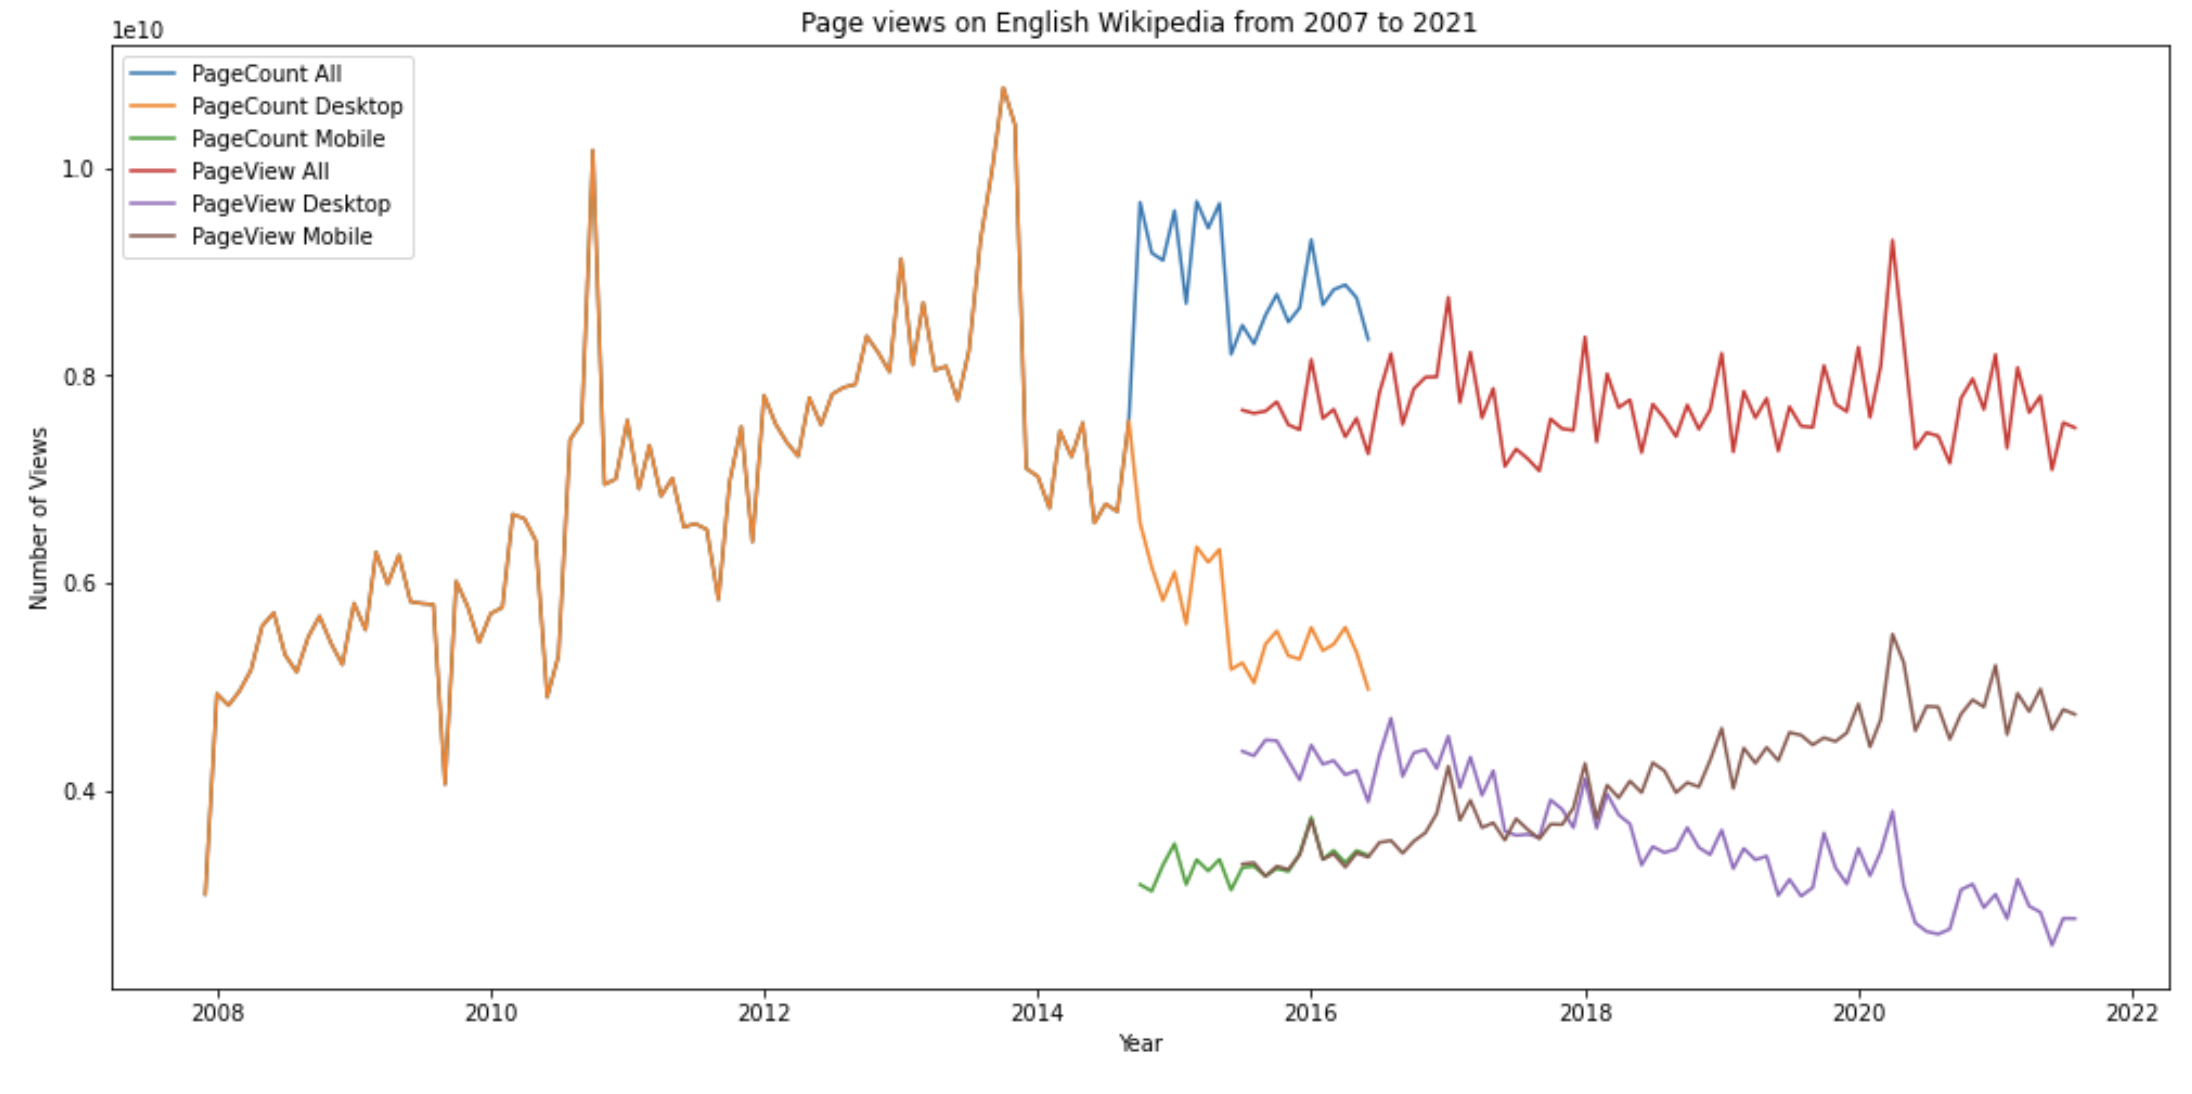 Page views on English Wikipedia from 2007 to 2021
1e10
PageCount All
PageCount Desktop
PageCount Mobile
PageView All
PageView Desktop
PageView Mobile
1.0
0.8
0.6
0.4
Number of Views
2008 2010 2012 2014 2016 2018 2020 2022
Year